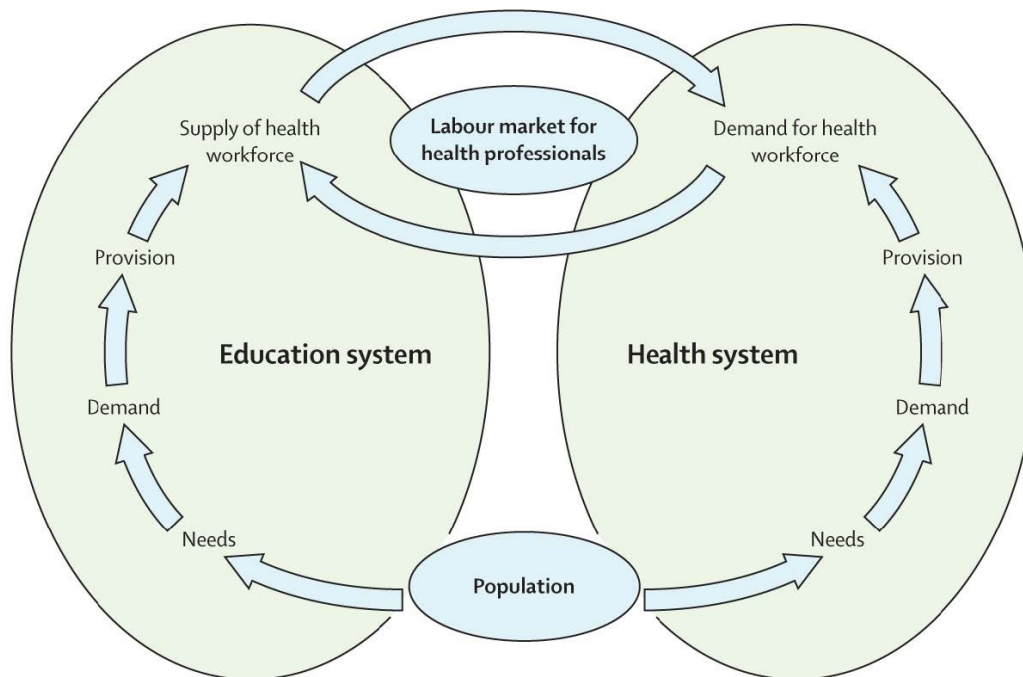 Supply of health
workforce
Labour market for
health professionals
Demand for health
workforce
Provision
Provision
Education system
Health system
Demand
Demand
Needs
Needs
Population